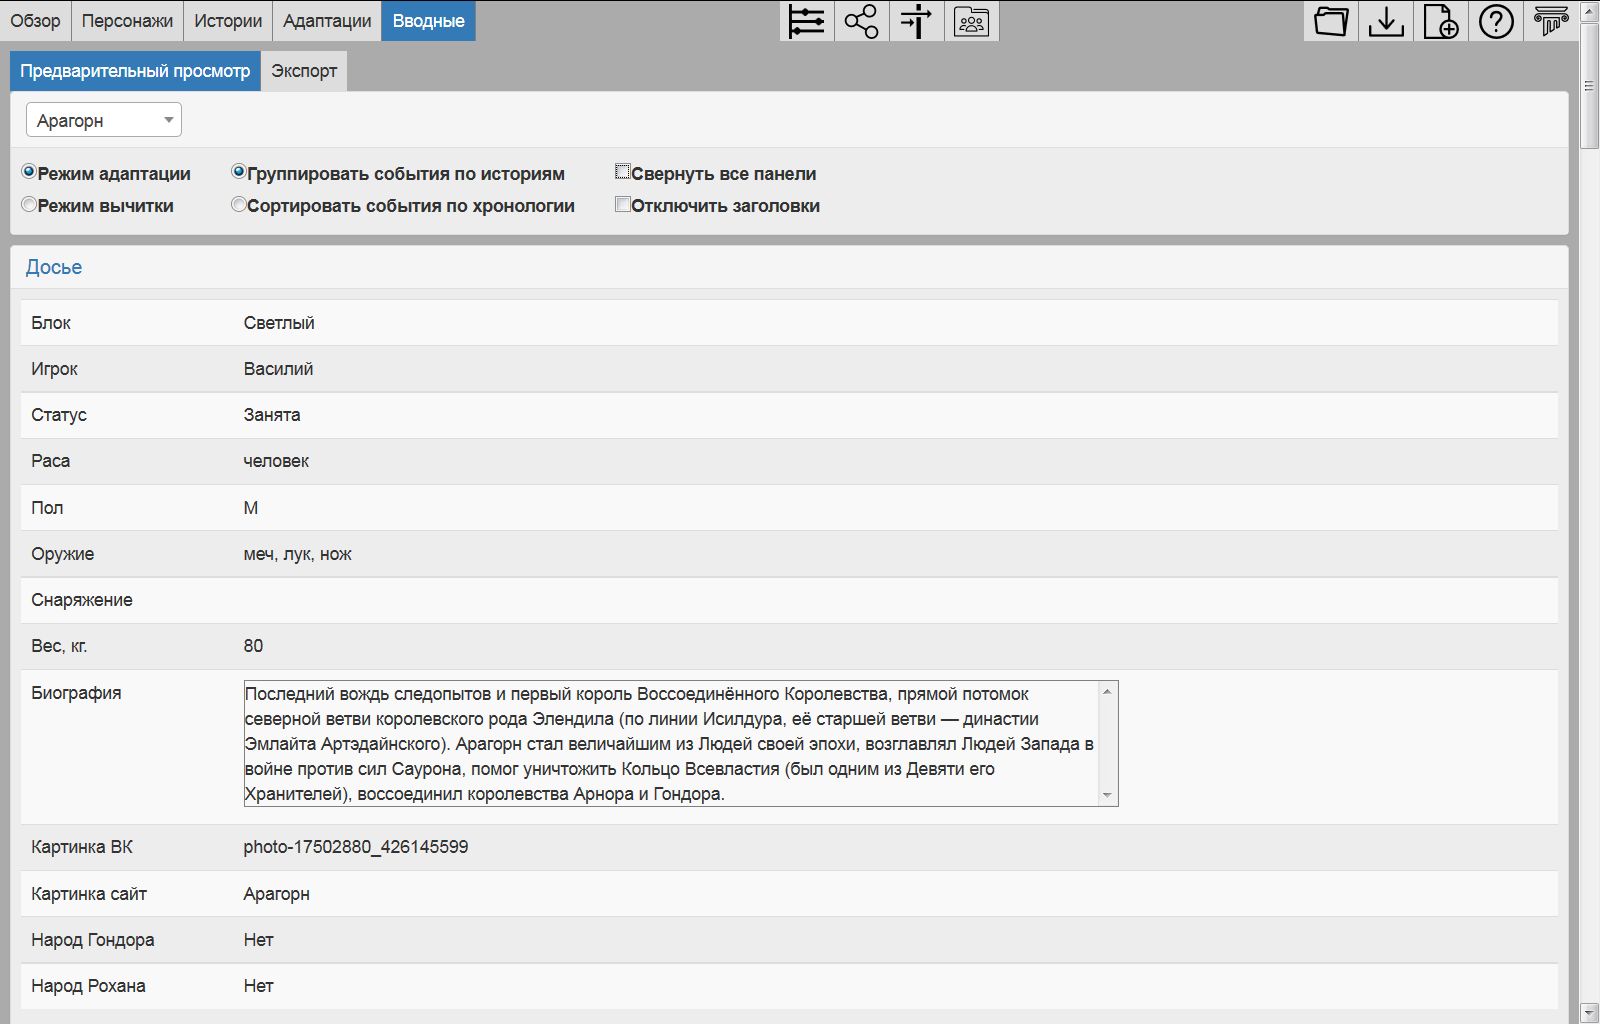 Обзор Персонажи Истории Адаптации Вводные
Предварительный просмотр Экспорт
Арагорн
Режим адаптации Группировать события по историям Свернуть все панели
Режим вычитки Сортировать события по хронологии Отключить заголовки
Досье
Блок Светлый
Игрок Василий
Статус Занята
Раса человек
Пол М
Оружие меч, лук, нож
Снаряжение
Вес, кг. 80
Биография Последний вождь следопытов и первый король Воссоединённого Королевства, прямой потомок
северной ветви королевского рода Элендила (по линии Исилдура, её старшей ветви — династии
Эмлайта Артэдайнского). Арагорн стал величайшим из Людей своей эпохи, возглавлял Людей Запада в
войне против сил Саурона, помог уничтожить Кольцо Всевластия (был одним из Девяти его
Хранителей), воссоединил королевства Арнора и Гондора.
Картинка ВК photo-17502880_426145599
Картинка сайт Арагорн
Народ Гондора Нет
Народ Рохана Нет